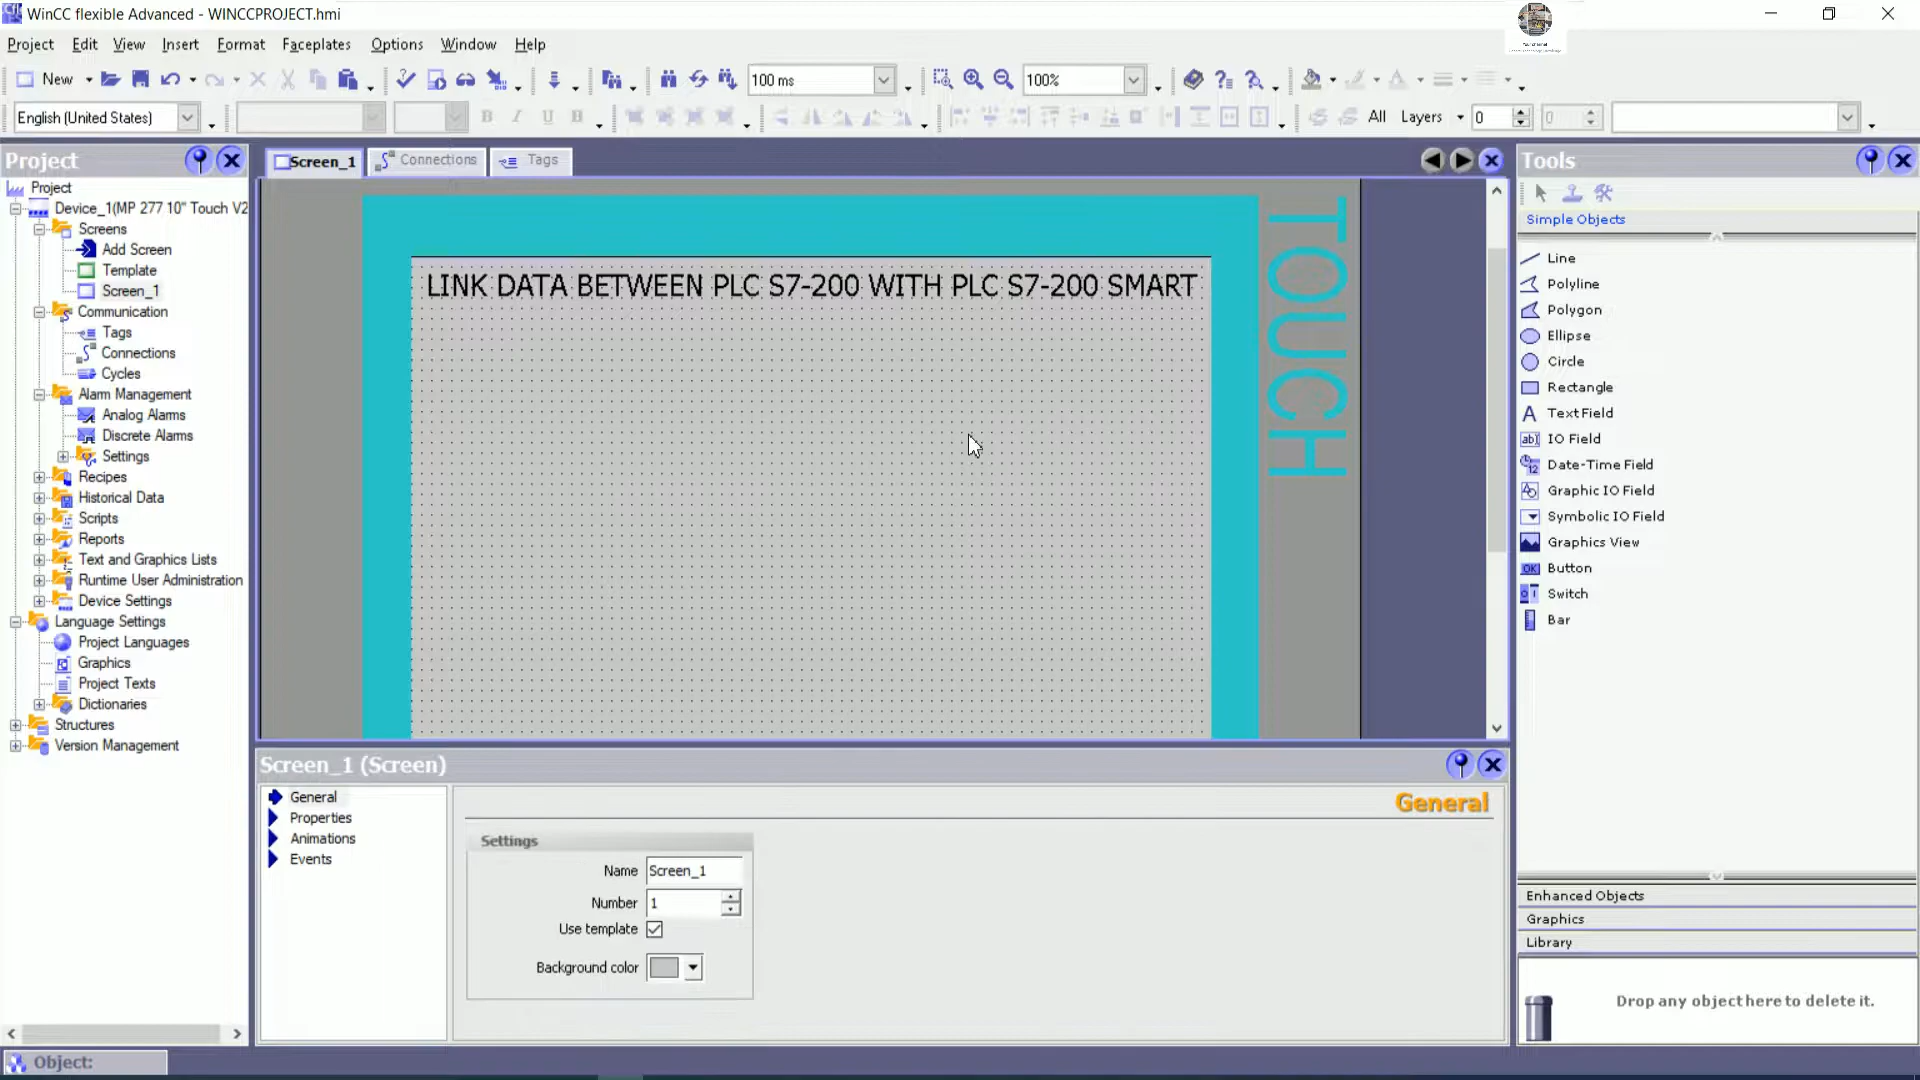 WinCC flexible Advanced - WINCCPROJECT.hmi
Project Edit View Insert Format Faceplates Options Window Help
New 100 ms 100%
English (United States) B I U All Layers 0 0
Project
Project
Device_1(MP 277 10" Touch V2
Screens
Add Screen
Template
Screen_1
Communication
Tags
Connections
Cycles
Alarm Management
Analog Alarms
Discrete Alarms
Settings
Recipes
Historical Data
Scripts
Reports
Text and Graphics Lists
Runtime User Administration
Device Settings
Language Settings
Project Languages
Graphics
Project Texts
Dictionaries
Structures
Version Management
Screen_1 Connections Tags
LINK DATA BETWEEN PLC S7-200 WITH PLC S7-200 SMART
TOUCH
Screen_1 (Screen)
General
Properties
Animations
Events
General
Settings
Name Screen_1
Number 1
Use template
Background color
Tools
Simple Objects
Line
Polyline
Polygon
Ellipse
Circle
Rectangle
Text Field
IO Field
Date-Time Field
Graphic IO Field
Symbolic IO Field
Graphics View
Button
Switch
Bar
Enhanced Objects
Graphics
Library
Drop any object here to delete it.
Object: